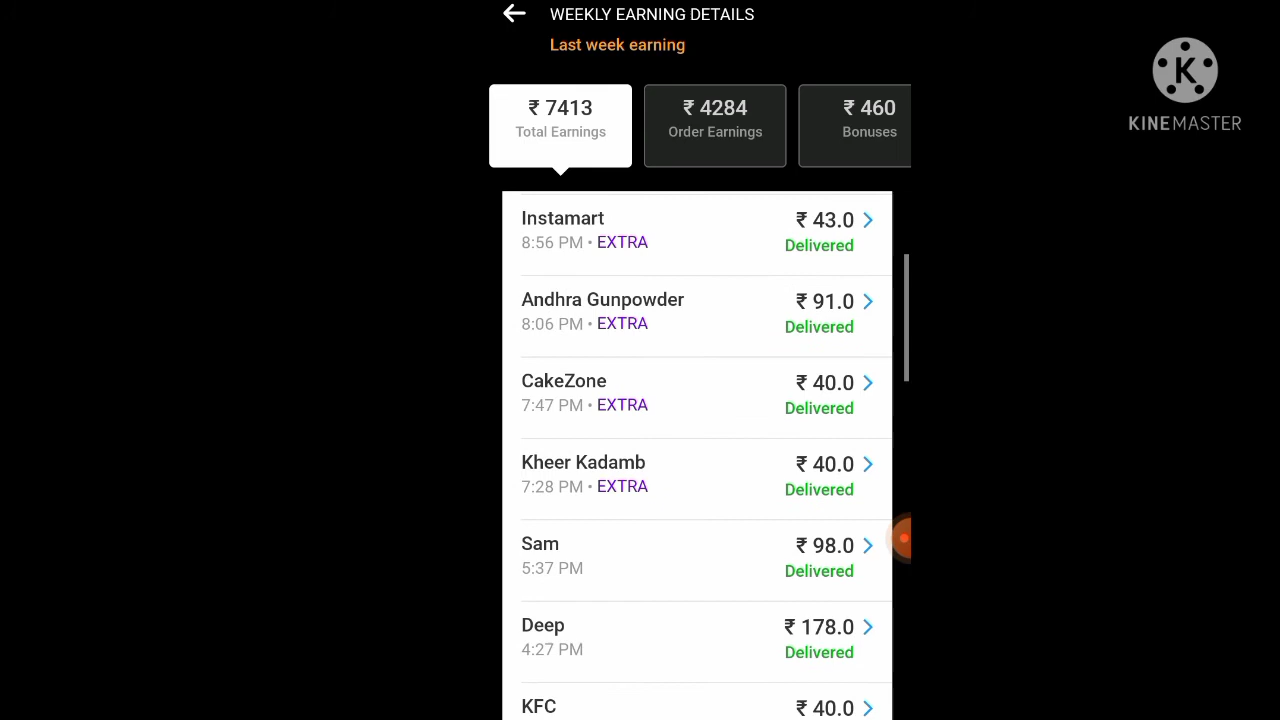 WEEKLY EARNING DETAILS
Last week earning
₹ 7413
Total Earnings
₹ 4284
Order Earnings
₹ 460
Bonuses
K
KINEMASTER
Instamart
₹ 43.0
8:56 PM • EXTRA
Delivered
Andhra Gunpowder
₹ 91.0
8:06 PM • EXTRA
Delivered
CakeZone
₹ 40.0
7:47 PM • EXTRA
Delivered
Kheer Kadamb
₹ 40.0
7:28 PM • EXTRA
Delivered
Sam
₹ 98.0
5:37 PM
Delivered
Deep
₹ 178.0
4:27 PM
Delivered
KFC
₹ 40.0